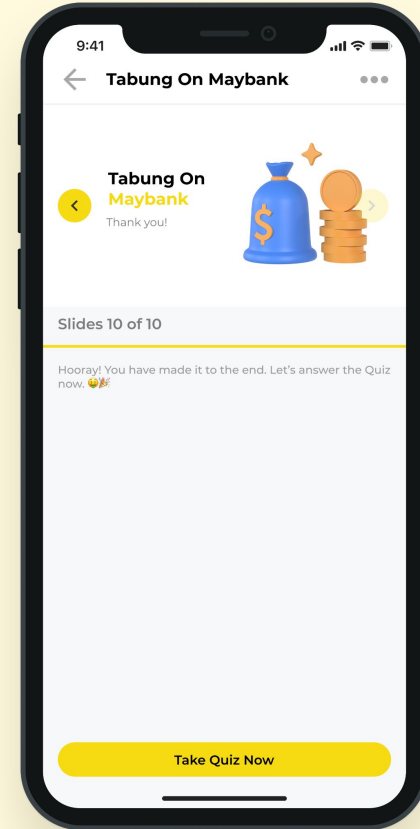 9:41
Tabung On Maybank
Tabung On
Maybank
Thank you!
$
Slides 10 of 10
Hooray! You have made it to the end. Let's answer the Quiz
now. 🤑🎉
Take Quiz Now